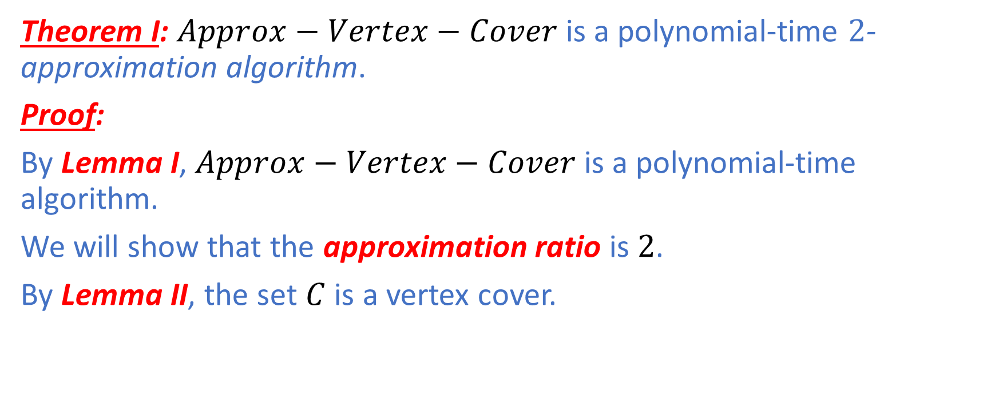 Theorem I: Approx − Vertex − Cover is a polynomial-time 2-
approximation algorithm.
Proof:
By Lemma I, Approx − Vertex − Cover is a polynomial-time
algorithm.
We will show that the approximation ratio is 2.
By Lemma II, the set C is a vertex cover.